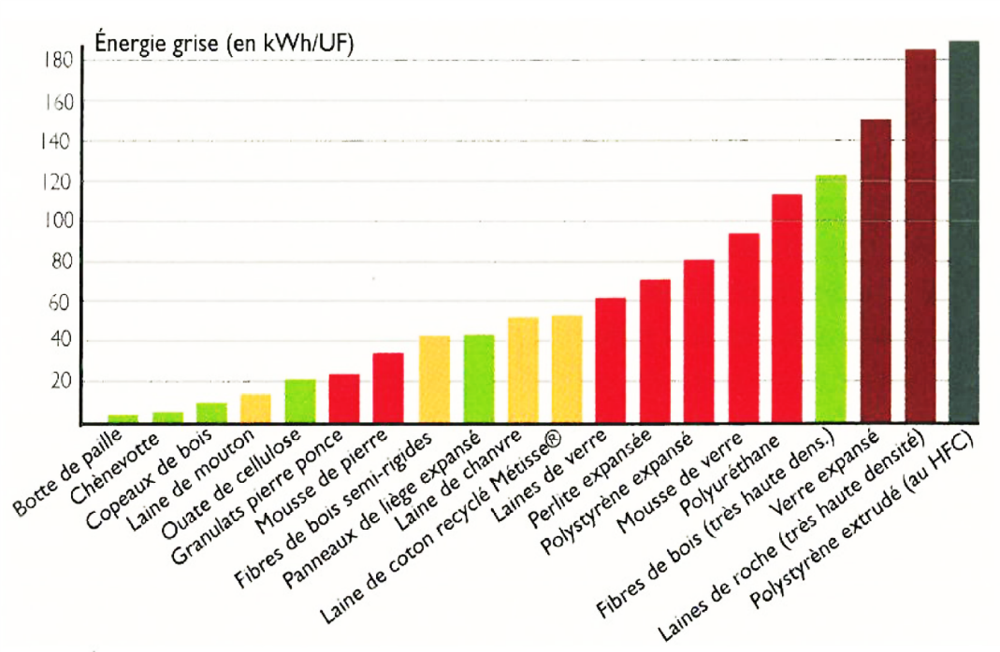 Énergie grise (en kWh/UF)
180
160
140
120
100
80
60
40
20
Botte de paille
Chènevotte
Copeaux de bois
Laine de mouton
Ouate de cellulose
Granulats pierre ponce
Mousse de pierre
Fibres de bois semi-rigides
Panneaux de liège expansé
Laine de chanvre
Laine de coton recyclé Métisse®
Laines de verre
Perlite expansée
Polystyrène expansé
Mousse de verre
Polyuréthane
Fibres de bois (très haute dens.)
Verre expansé
Laines de roche (très haute densité)
Polystyrène extrudé (au HFC)